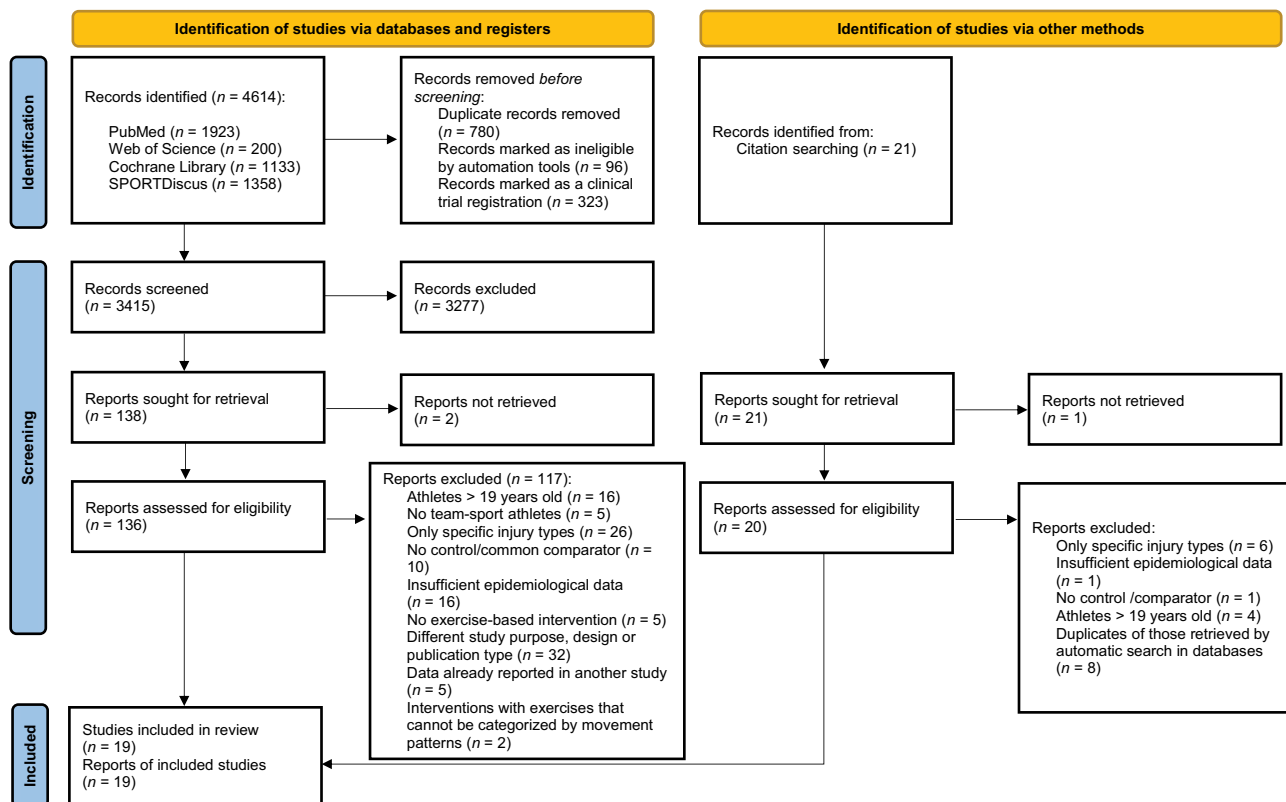 Identification of studies via databases and registers
Identification of studies via other methods
Identification
Records identified (n = 4614):
PubMed (n = 1923)
Web of Science (n = 200)
Cochrane Library (n = 1133)
SPORTDiscus (n = 1358)
Records removed before
screening:
Duplicate records removed
(n = 780)
Records marked as ineligible
by automation tools (n = 96)
Records marked as a clinical
trial registration (n = 323)
Records identified from:
Citation searching (n = 21)
Screening
Records screened
(n = 3415)
Records excluded
(n = 3277)
Reports sought for retrieval
(n = 138)
Reports not retrieved
(n = 2)
Reports sought for retrieval
(n = 21)
Reports not retrieved
(n = 1)
Reports assessed for eligibility
(n = 136)
Reports excluded (n = 117):
Athletes > 19 years old (n = 16)
No team-sport athletes (n = 5)
Only specific injury types (n = 26)
No control/common comparator (n =
10)
Insufficient epidemiological data
(n = 16)
No exercise-based intervention (n = 5)
Different study purpose, design or
publication type (n = 32)
Data already reported in another study
(n = 5)
Interventions with exercises that
cannot be categorized by movement
patterns (n = 2)
Reports assessed for eligibility
(n = 20)
Reports excluded:
Only specific injury types (n = 6)
Insufficient epidemiological data
(n = 1)
No control /comparator (n = 1)
Athletes > 19 years old (n = 4)
Duplicates of those retrieved by
automatic search in databases
(n = 8)
Included
Studies included in review
(n = 19)
Reports of included studies
(n = 19)